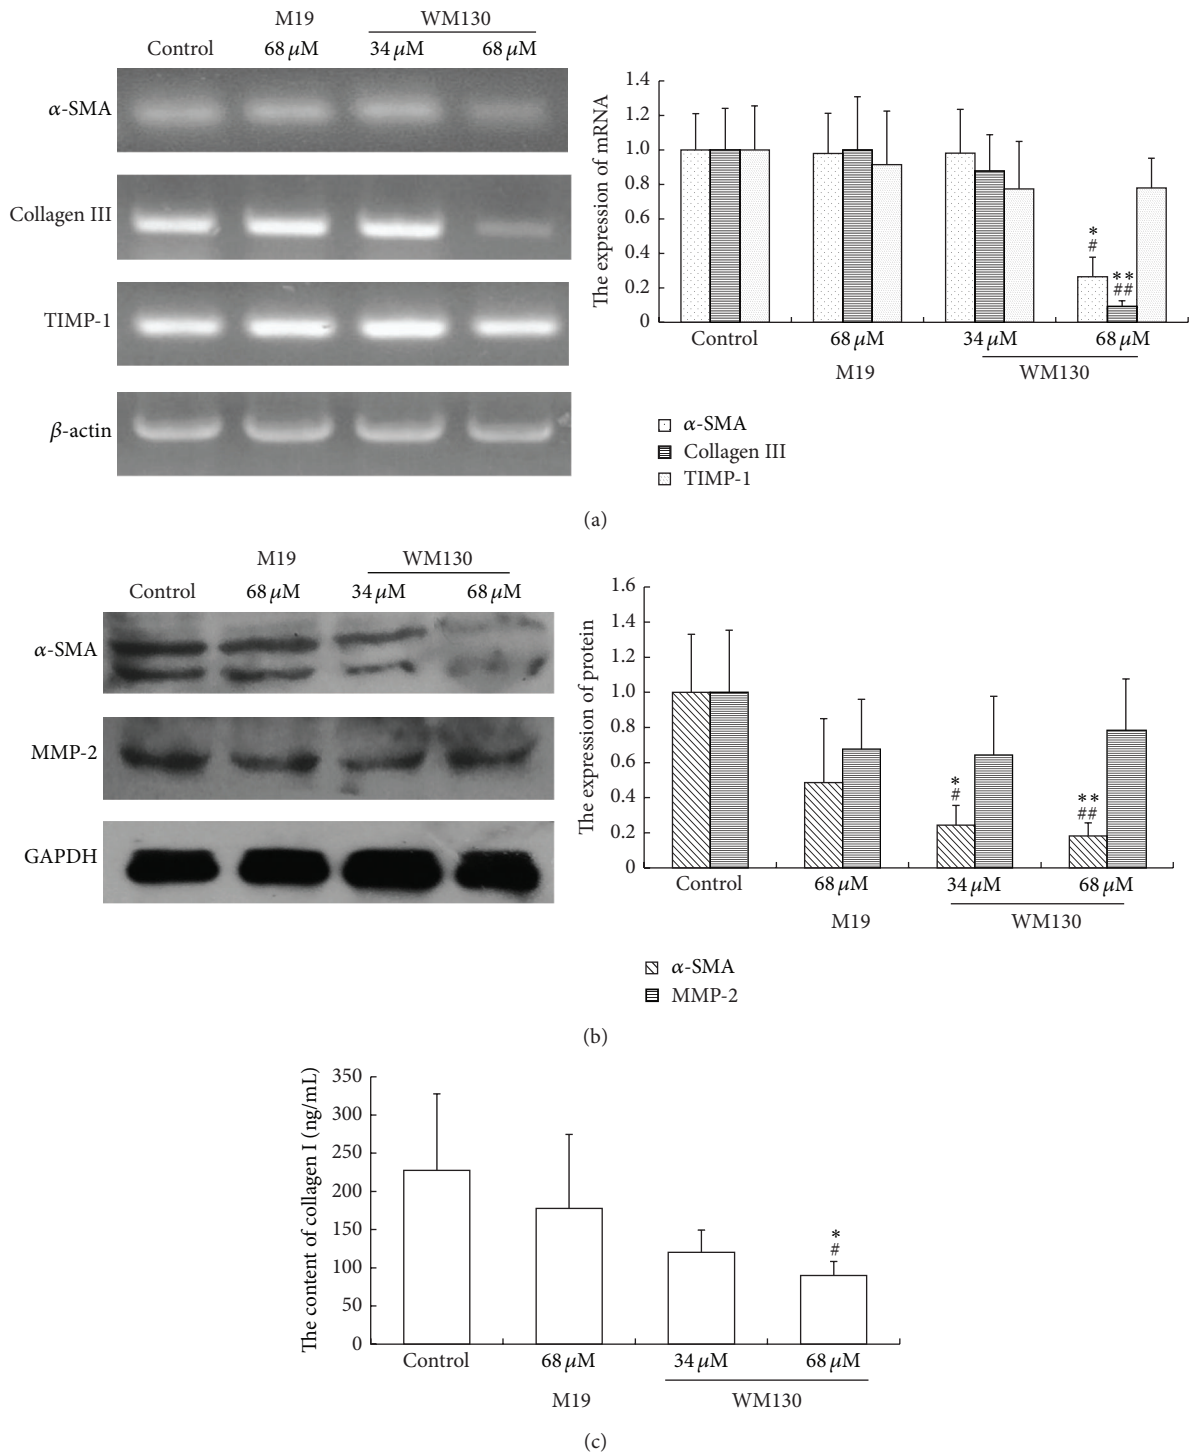 M19 WM130
Control 68 μM 34 μM 68 μM
α-SMA
Collagen III
TIMP-1
β-actin
The expression of mRNA
1.4
1.2
1.0
0.8
0.6
0.4
0.2
0
*
#
**
##
Control 68 μM 34 μM 68 μM
M19 WM130
α-SMA
Collagen III
TIMP-1
(a)
M19 WM130
Control 68 μM 34 μM 68 μM
α-SMA
MMP-2
GAPDH
The expression of protein
1.6
1.4
1.2
1.0
0.8
0.6
0.4
0.2
0
*
#
**
##
Control 68 μM 34 μM 68 μM
M19 WM130
α-SMA
MMP-2
(b)
The content of collagen I (ng/mL)
350
300
250
200
150
100
50
0
*
#
Control 68 μM 34 μM 68 μM
M19 WM130
(c)